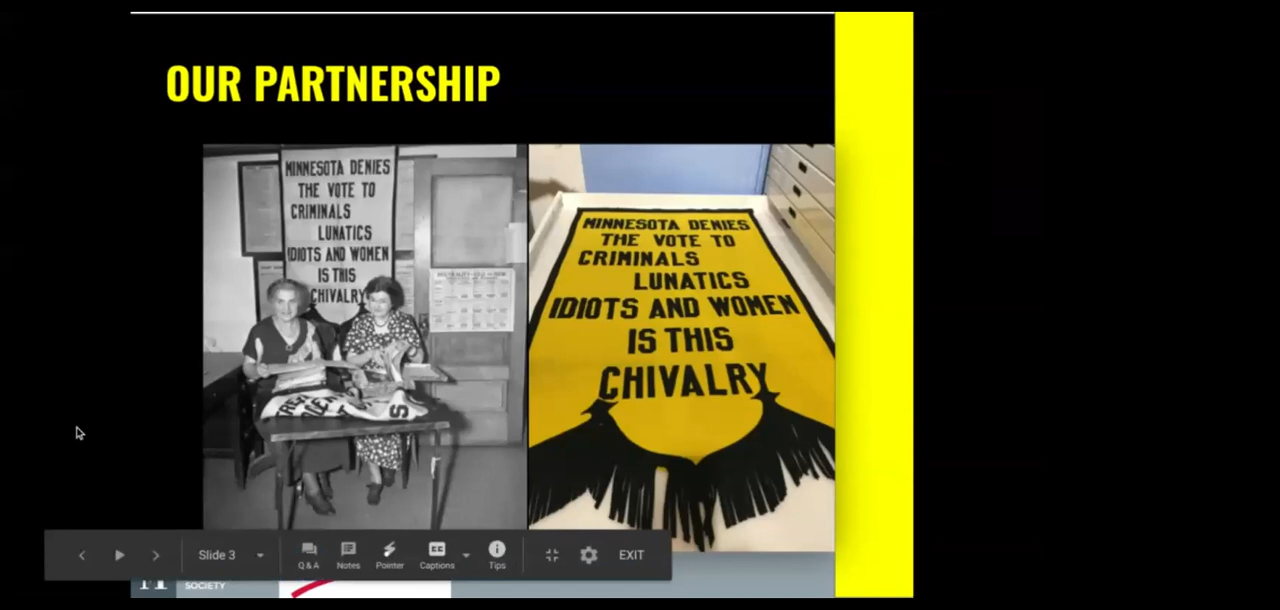 OUR PARTNERSHIP
MINNESOTA DENIES
THE VOTE TO
CRIMINALS
LUNATICS
IDIOTS AND WOMEN
IS THIS
CHIVALRY
MINNESOTA DENIES
THE VOTE TO
CRIMINALS
LUNATICS
IDIOTS AND WOMEN
IS THIS
CHIVALRY
Slide 3
Q & A
Notes
Pointer
CC
Captions
Tips
EXIT
SOCIETY